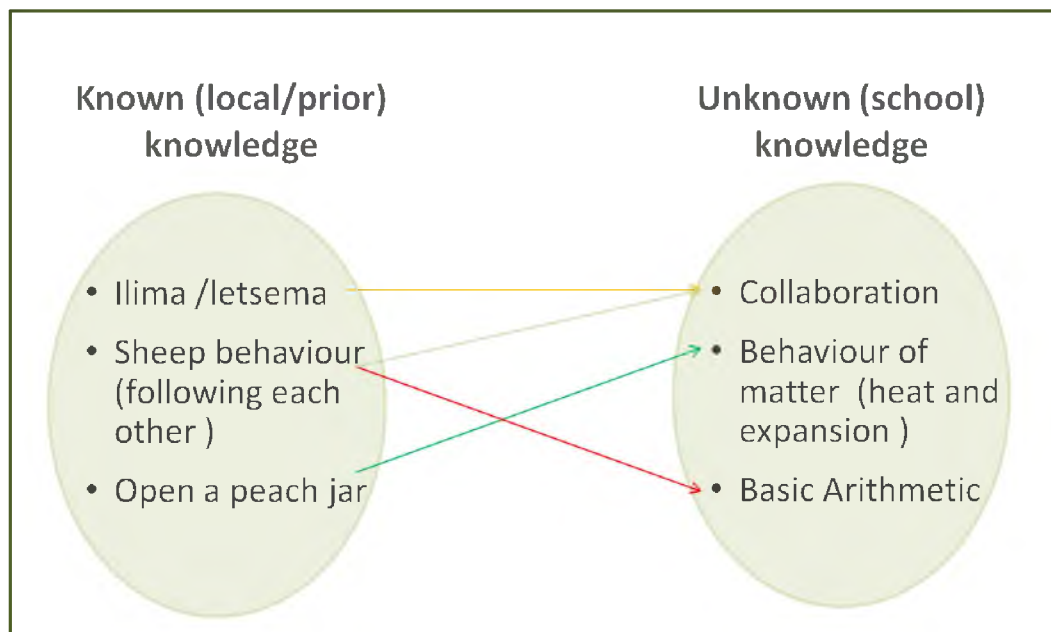 Known (local/prior)
knowledge
• Ilima /letsema
• Sheep behaviour
(following each
other )
• Open a peach jar
Unknown (school)
knowledge
• Collaboration
• Behaviour of
matter (heat and
expansion )
• Basic Arithmetic